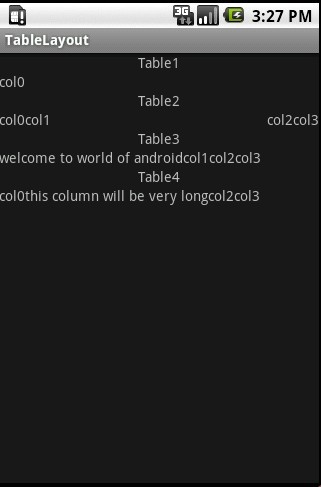 3G 3:27 PM
TableLayout
Table1
col0
Table2
col0col1 col2col3
Table3
welcome to world of androidcol1col2col3
Table4
col0this column will be very longcol2col3